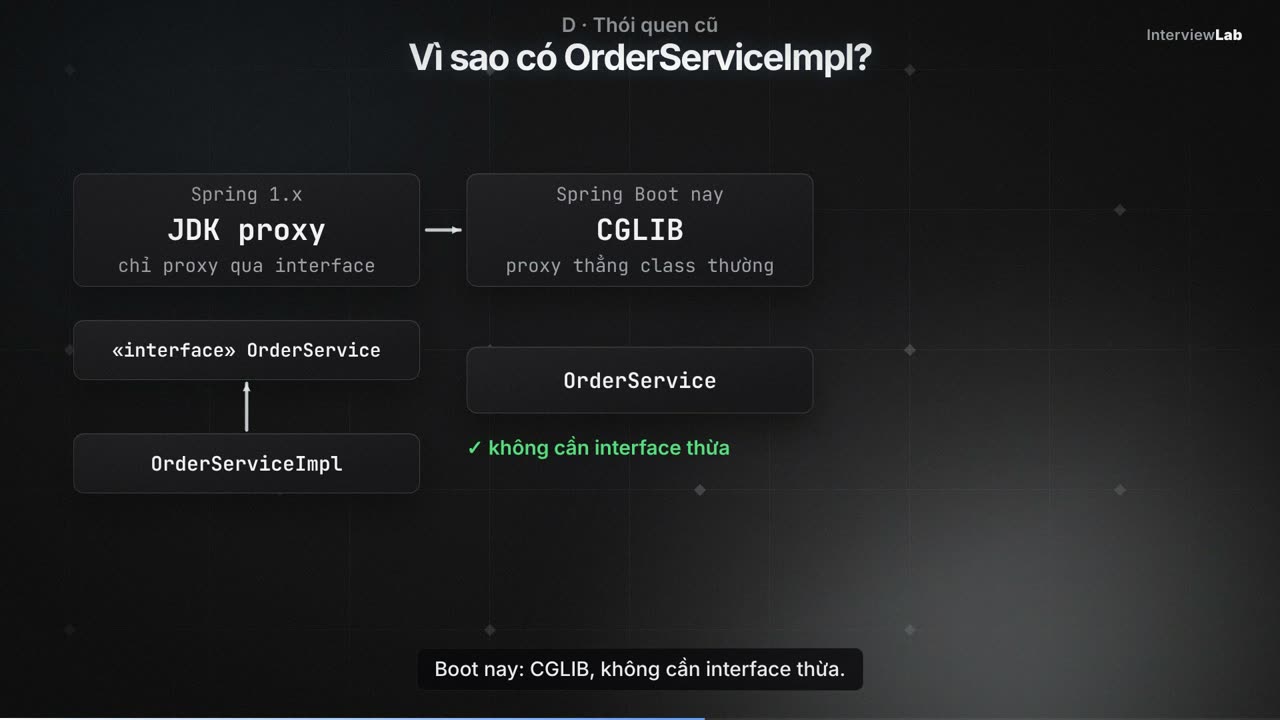 D · Thói quen cũ
Vì sao có OrderServiceImpl?
InterviewLab
Spring 1.x
JDK proxy
chỉ proxy qua interface
Spring Boot nay
CGLIB
proxy thẳng class thường
«interface» OrderService
OrderServiceImpl
OrderService
✓ không cần interface thừa
Boot nay: CGLIB, không cần interface thừa.